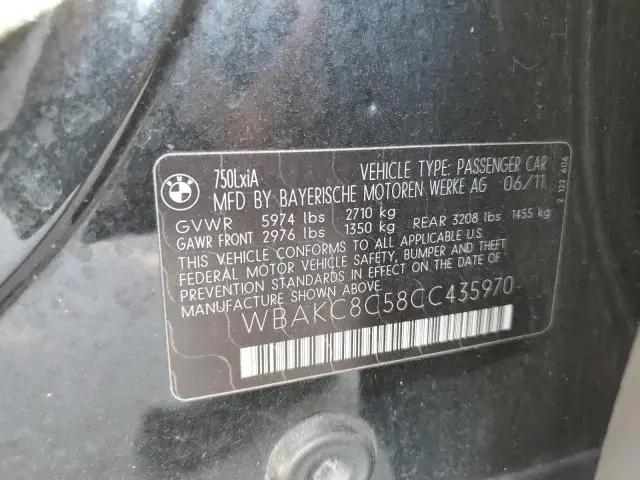 BMW
750LxiA VEHICLE TYPE: PASSENGER CAR
MFD BY BAYERISCHE MOTOREN WERKE AG 06/11
GVWR 5974 lbs 2710 kg
GAWR FRONT 2976 lbs 1350 kg REAR 3208 lbs 1455 kg
THIS VEHICLE CONFORMS TO ALL APPLICABLE U.S.
FEDERAL MOTOR VEHICLE SAFETY, BUMPER AND THEFT
PREVENTION STANDARDS IN EFFECT ON THE DATE OF
MANUFACTURE SHOWN ABOVE.
WBAKC8C58CC435970